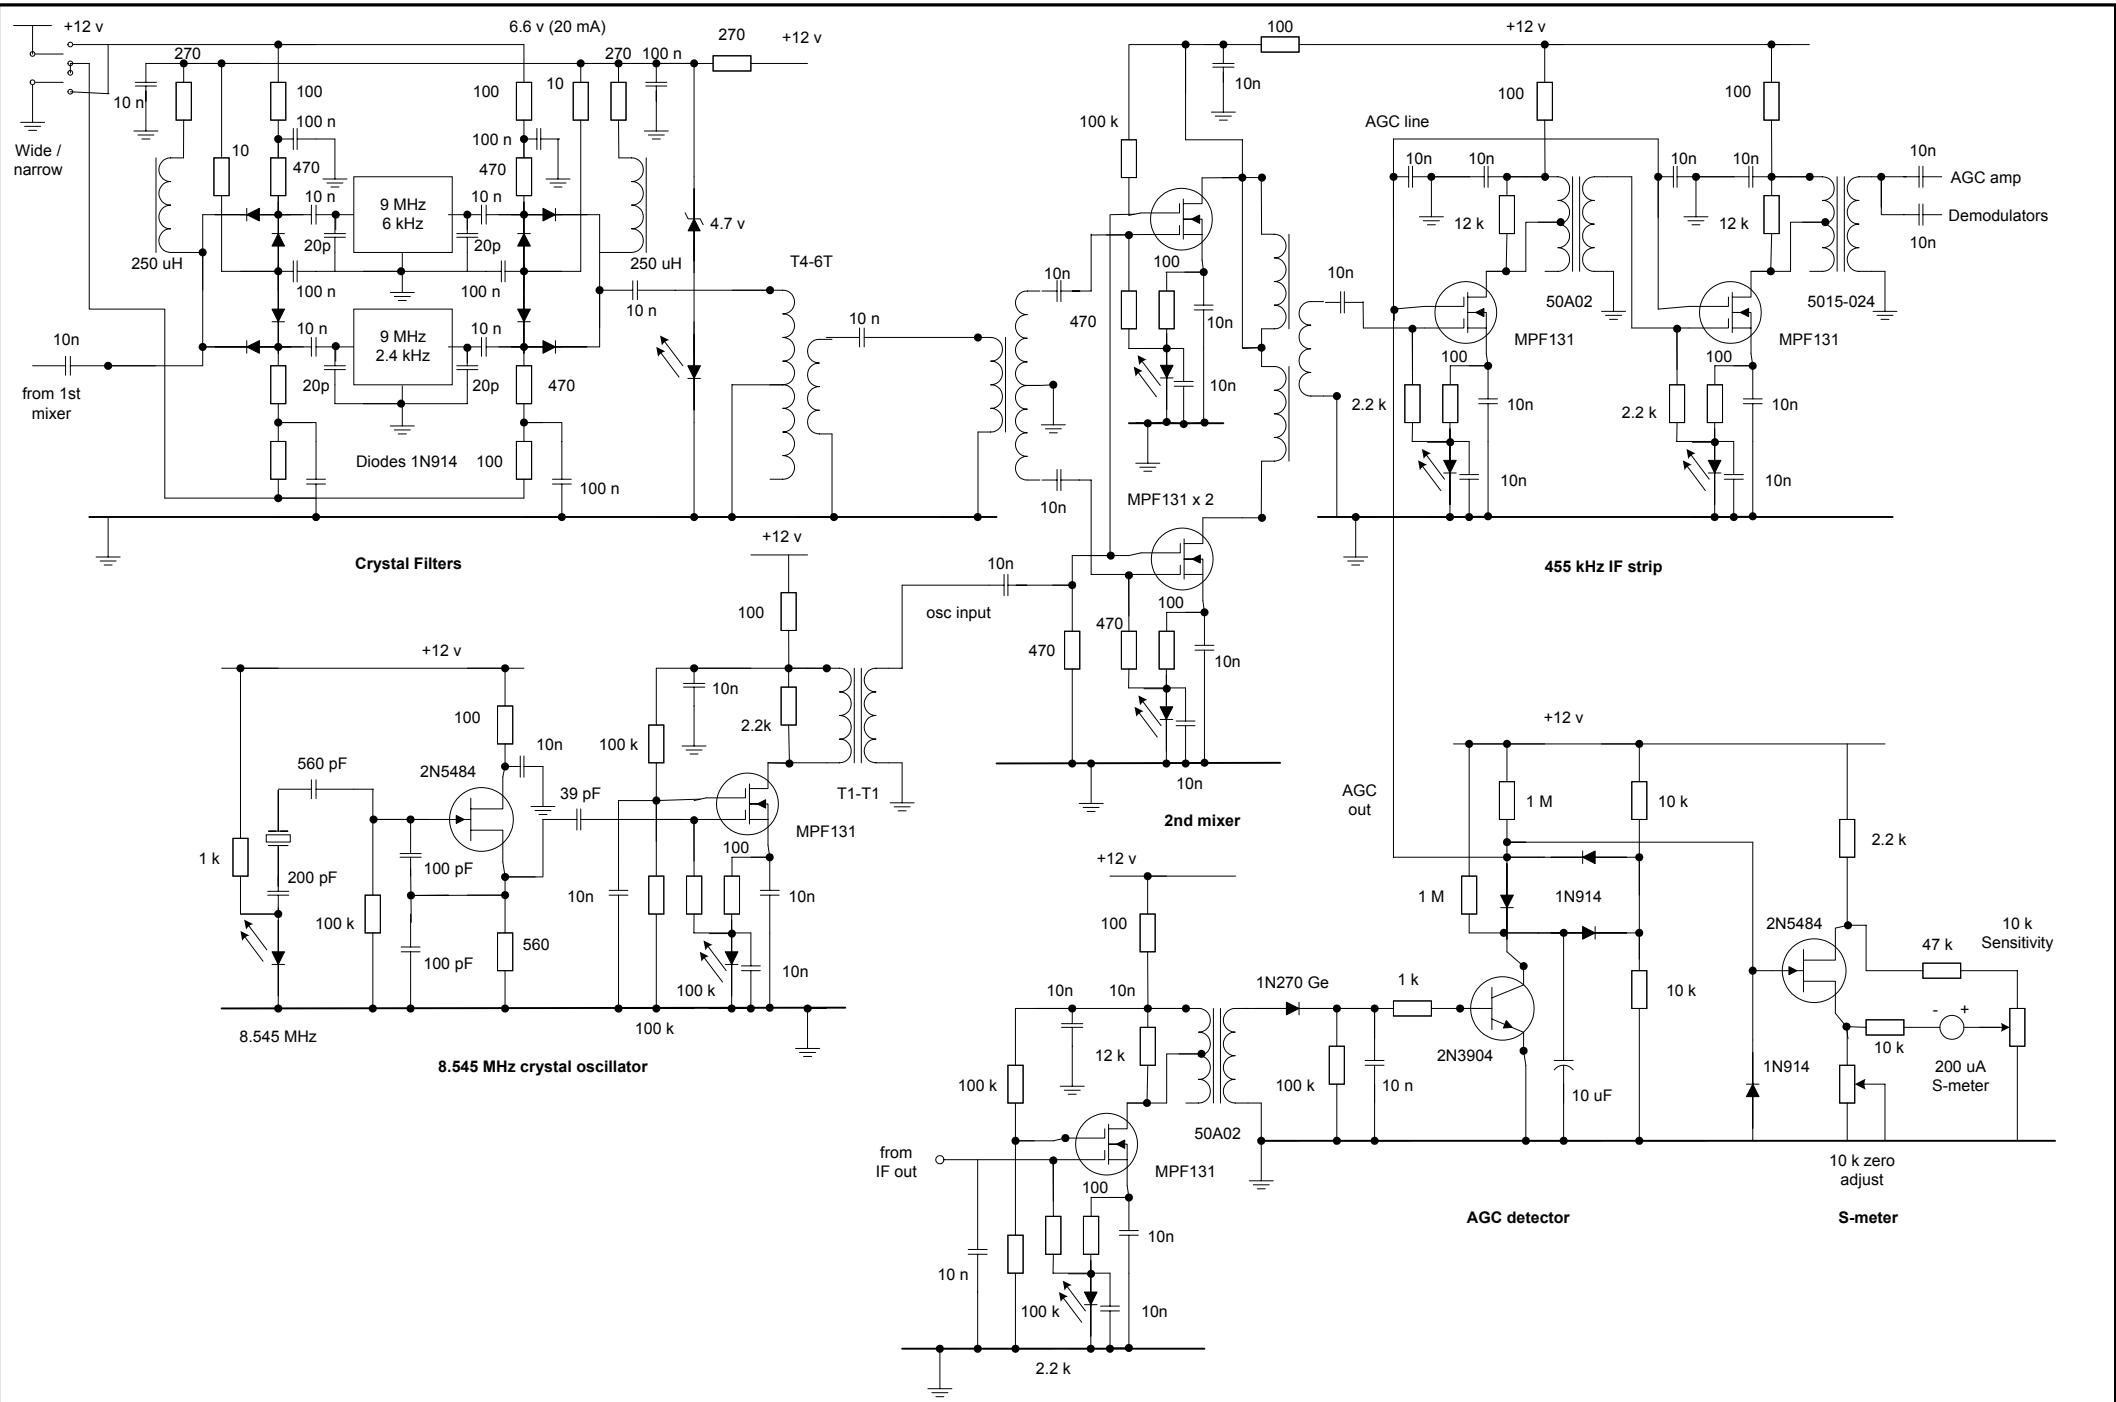 +12 v
6.6 v (20 mA)
270
270
100 n
270
+12 v
10 n
100
100
10
Wide /
narrow
100 n
100 n
10
470
470
10 n
9 MHz
6 kHz
10 n
20p
20p
4.7 v
250 uH
250 uH
100 n
100 n
10 n
10 n
9 MHz
2.4 kHz
10 n
20p
20p
470
10n
from 1st
mixer
Diodes 1N914
100
100 n
Crystal Filters
T4-6T
10 n
100
+12 v
10n
100 k
10n
100
470
10n
10n
10n
MPF131 x 2
10n
osc input
470
470
100
10n
10n
2nd mixer
AGC line
100
100
10n
10n
10n
10n
12 k
12 k
10n
AGC amp
Demodulators
10n
10n
50A02
5015-024
MPF131
MPF131
100
100
2.2 k
2.2 k
10n
10n
10n
10n
455 kHz IF strip
+12 v
100
+12 v
10n
2.2k
100
100 k
10n
560 pF
2N5484
39 pF
T1-T1
MPF131
1 k
200 pF
100 pF
100 k
100
10n
10n
560
100 pF
100 k
10n
8.545 MHz
100 k
8.545 MHz crystal oscillator
+12 v
AGC
out
1 M
10 k
2.2 k
1 M
1N914
2N5484
10 k
Sensitivity
47 k
+12 v
100
10n
10n
1N270 Ge
1 k
10 k
- +
12 k
2N3904
10 k
200 uA
S-meter
100 k
100 k
10 n
10 uF
1N914
50A02
from
IF out
MPF131
100
10 k zero
adjust
AGC detector
S-meter
10n
10 n
100 k
10n
2.2 k